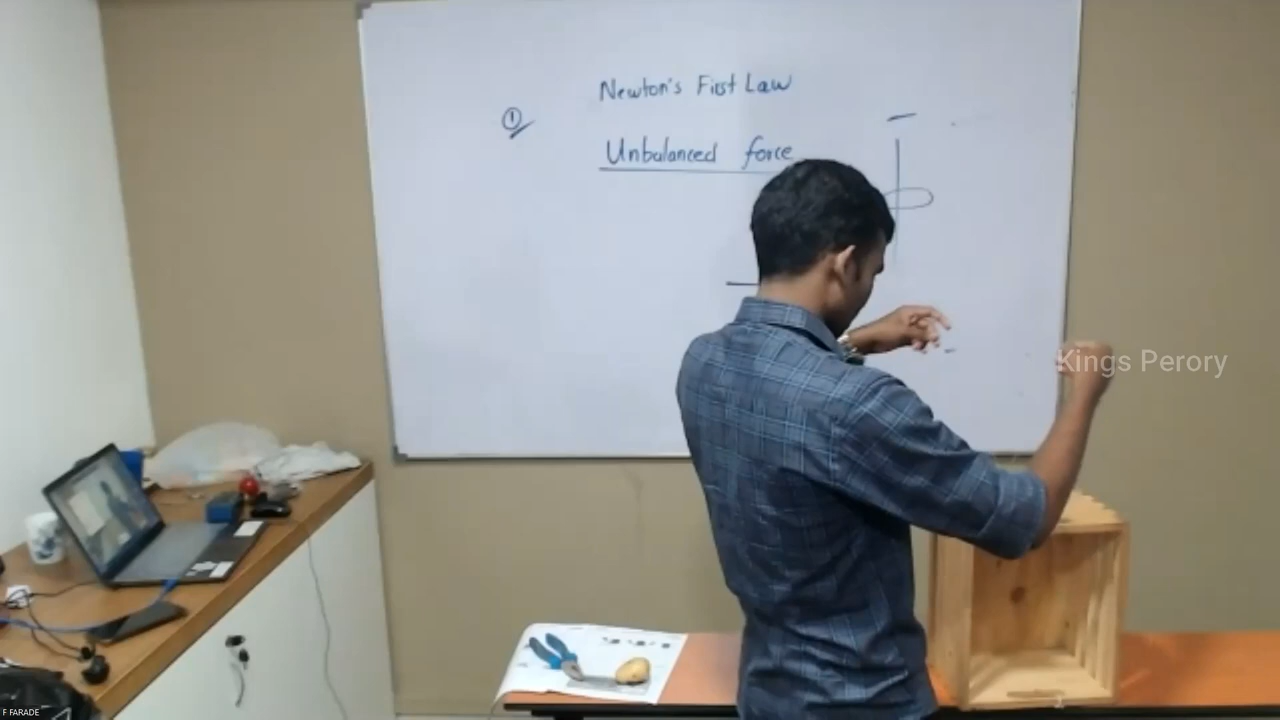 Newton's First Law
①
Unbalanced force
Kings Perory
F FARADE